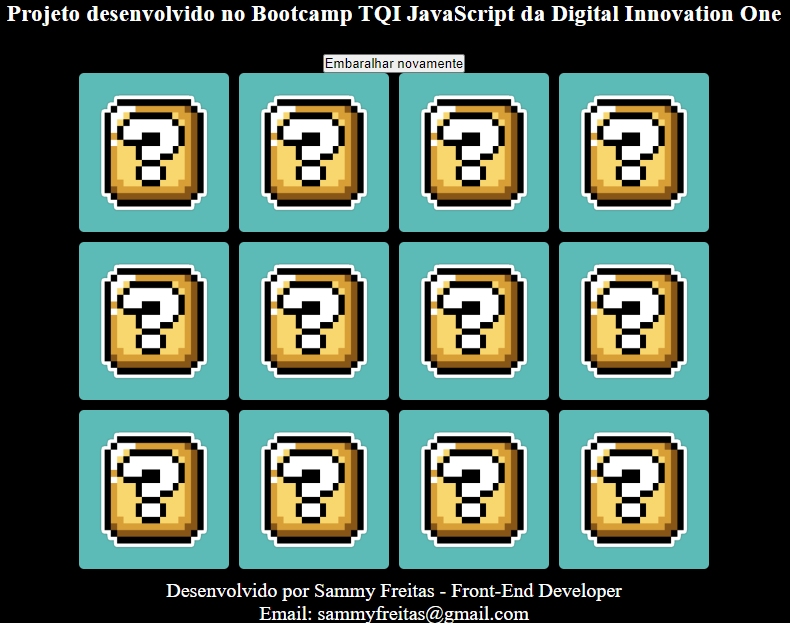 Projeto desenvolvido no Bootcamp TQI JavaScript da Digital Innovation One
Embaralhar novamente
? ? ? ?
? ? ? ?
? ? ? ?
Desenvolvido por Sammy Freitas - Front-End Developer
Email: sammyfreitas@gmail.com